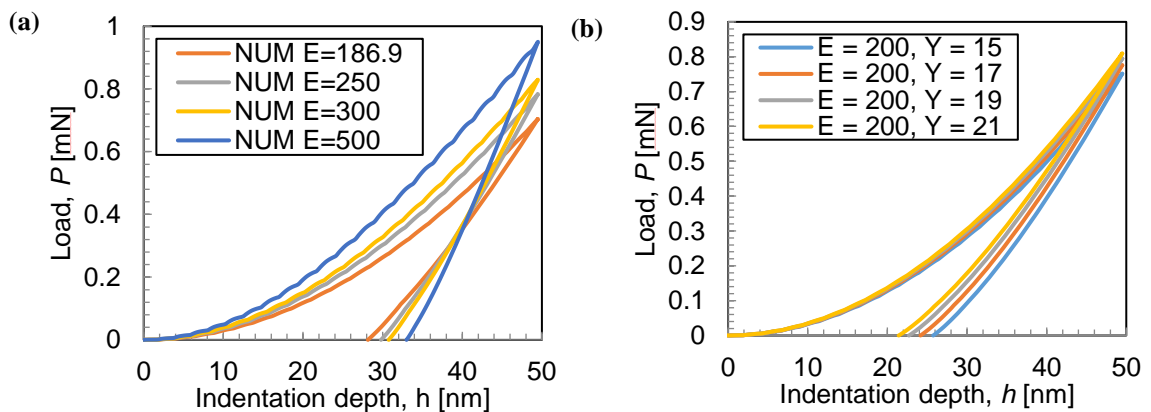 (a)
Load, P [mN]
1
0.8
0.6
0.4
0.2
0
NUM E=186.9
NUM E=250
NUM E=300
NUM E=500
0 10 20 30 40 50
Indentation depth, h [nm]
(b)
Load, P [mN]
0.9
0.8
0.7
0.6
0.5
0.4
0.3
0.2
0.1
0
E = 200, Y = 15
E = 200, Y = 17
E = 200, Y = 19
E = 200, Y = 21
0 10 20 30 40 50
Indentation depth, h [nm]